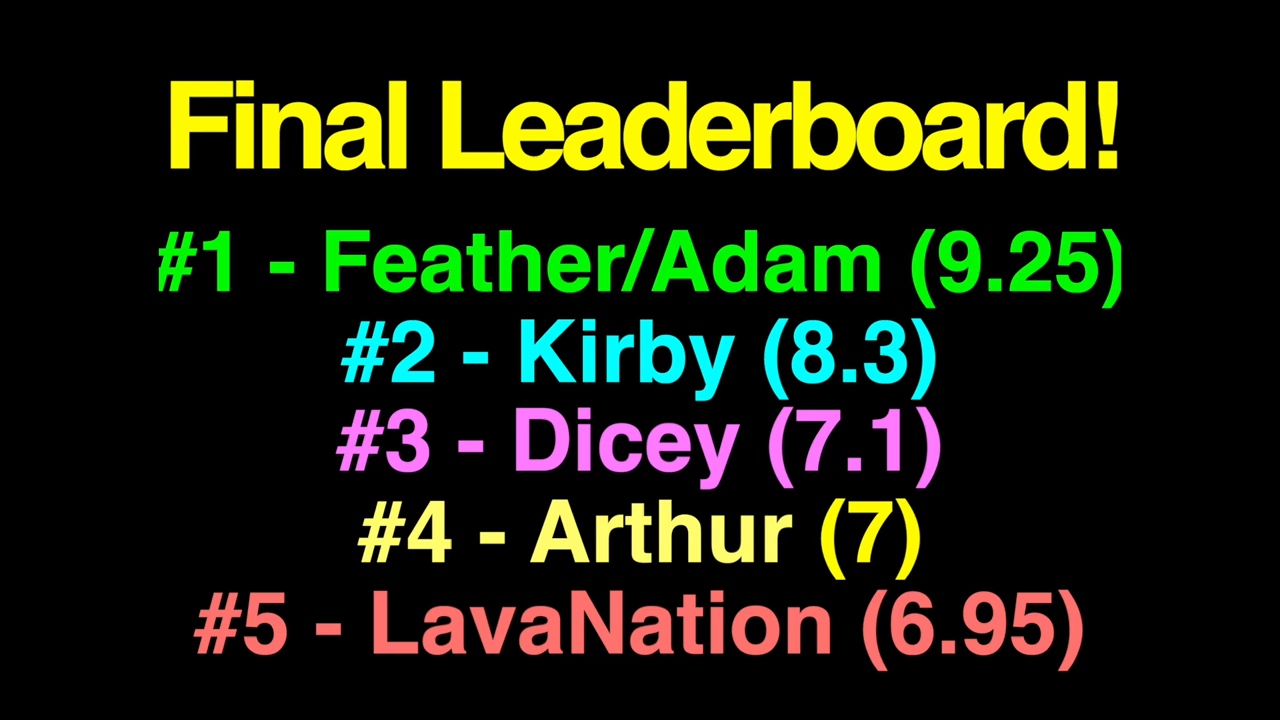 Final Leaderboard!
#1 - Feather/Adam (9.25)
#2 - Kirby (8.3)
#3 - Dicey (7.1)
#4 - Arthur (7)
#5 - LavaNation (6.95)